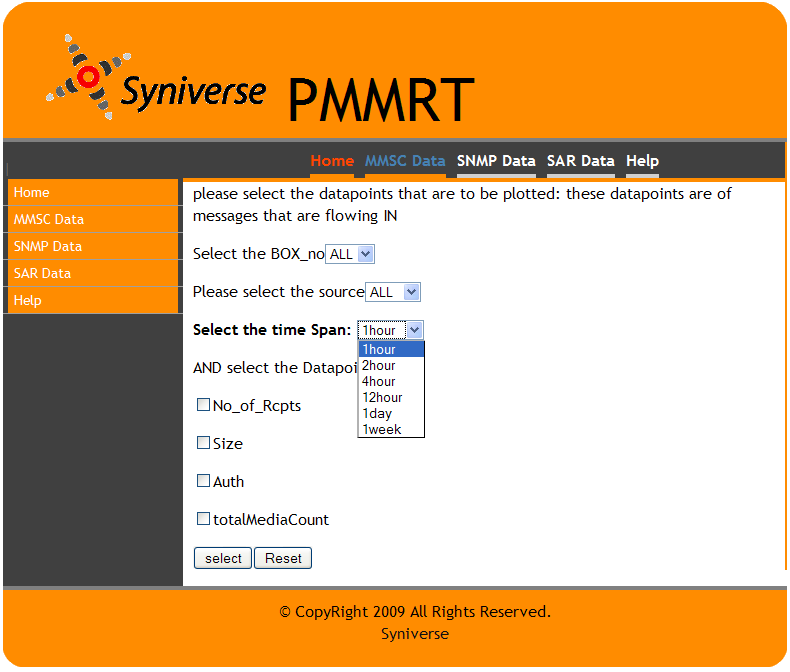 Syniverse PMMRT
Home MMSC Data SNMP Data SAR Data Help
Home
MMSC Data
SNMP Data
SAR Data
Help
please select the datapoints that are to be plotted: these datapoints are of
messages that are flowing IN
Select the BOX_no ALL
Please select the source ALL
Select the time Span: 1hour
1hour
2hour
4hour
12hour
1day
1week
AND select the Datapoi
No_of_Rcpts
Size
Auth
totalMediaCount
select Reset
© CopyRight 2009 All Rights Reserved.
Syniverse